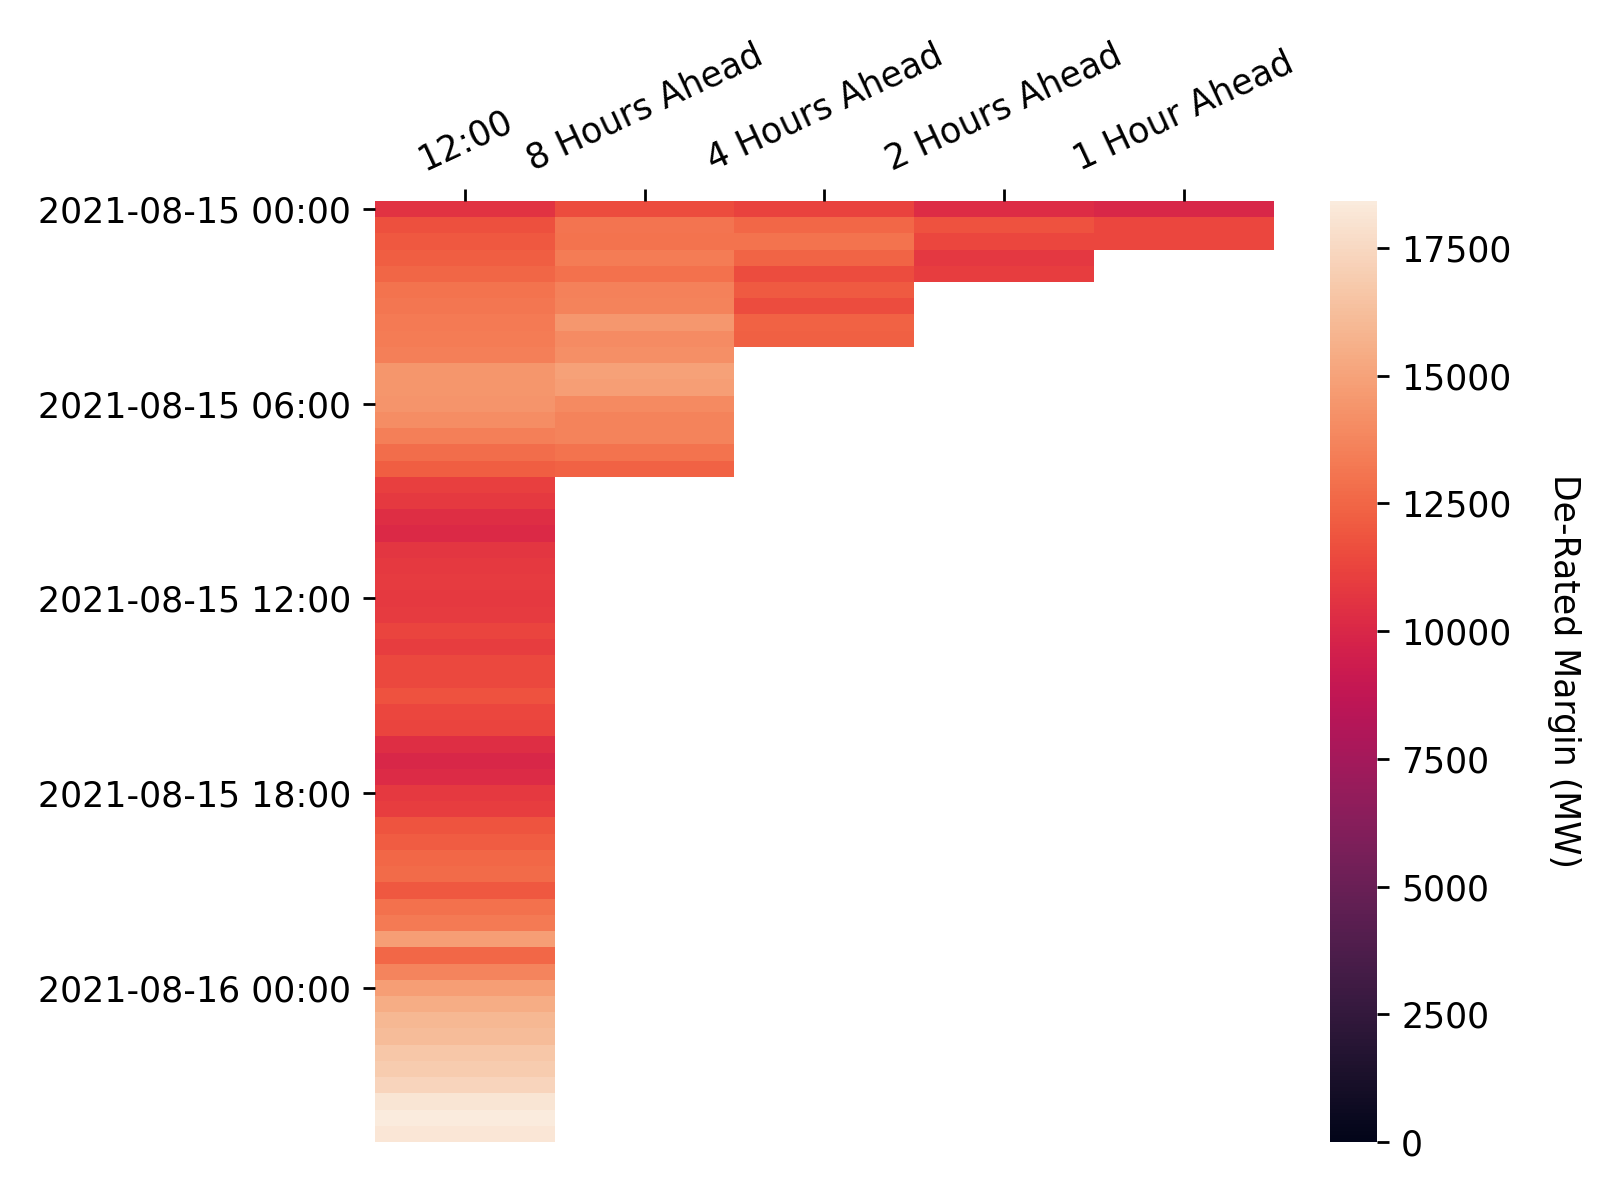 12:00
8 Hours Ahead
4 Hours Ahead
2 Hours Ahead
1 Hour Ahead
2021-08-15 00:00
2021-08-15 06:00
2021-08-15 12:00
2021-08-15 18:00
2021-08-16 00:00
17500
15000
12500
10000
7500
5000
2500
0
De-Rated Margin (MW)